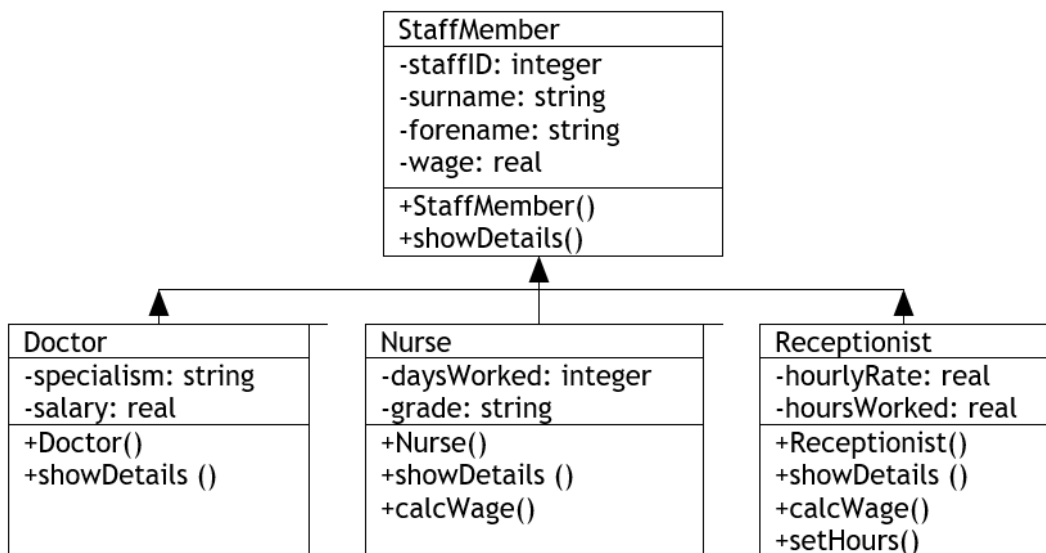 StaffMember
-staffID: integer
-surname: string
-forename: string
-wage: real
+StaffMember()
+showDetails()
Doctor
-specialism: string
-salary: real
+Doctor()
+showDetails ()
Nurse
-daysWorked: integer
-grade: string
+Nurse()
+showDetails ()
+calcWage()
Receptionist
-hourlyRate: real
-hoursWorked: real
+Receptionist()
+showDetails ()
+calcWage()
+setHours()